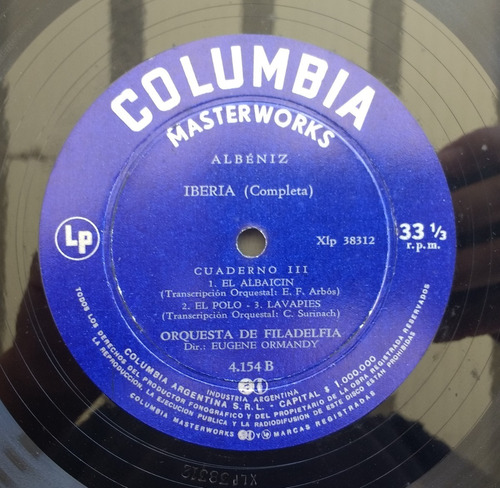 COLUMBIA
MASTERWORKS
ALBÉNIZ
IBERIA (Completa)
Lp
Xlp 38312
33 1/3
r.p.m.
CUADERNO III
1. EL ALBAICIN
(Transcripción Orquestal: E. F. Arbós)
2. EL POLO - 3. LAVAPIES
(Transcripción Orquestal: C. Surinach)
ORQUESTA DE FILADELFIA
Dir.: EUGENE ORMANDY
4.154 B
INDUSTRIA ARGENTINA
COLUMBIA ARGENTINA S.R.L. - CAPITAL $ 1.000.000
TODOS LOS DERECHOS DEL PRODUCTOR FONOGRAFICO Y DEL PROPIETARIO DE LA OBRA REGISTRADA RESERVADOS
LA REPRODUCCION, LA EJECUCION PUBLICA Y LA RADIODIFUSION DE ESTE DISCO ESTAN PROHIBIDAS
COLUMBIA MASTERWORKS Y MARCAS REGISTRADAS